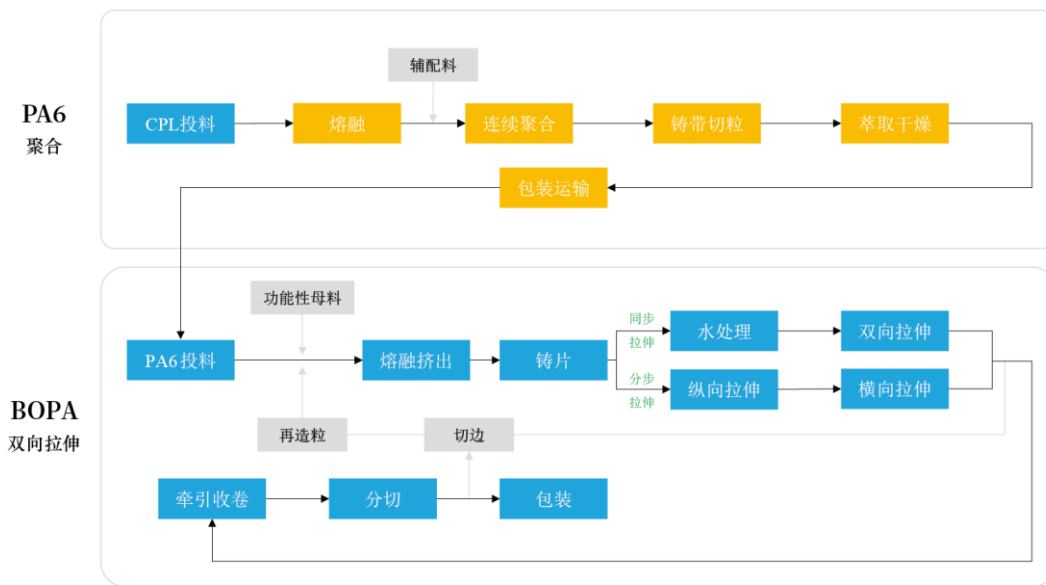 PA6
聚合
辅配料
CPL投料
熔融
连续聚合
铸带切粒
萃取干燥
包装运输
BOPA
双向拉伸
功能性母料
PA6投料
熔融挤出
铸片
同步
拉伸
水处理
双向拉伸
分步
拉伸
纵向拉伸
横向拉伸
再造粒
切边
牵引收卷
分切
包装